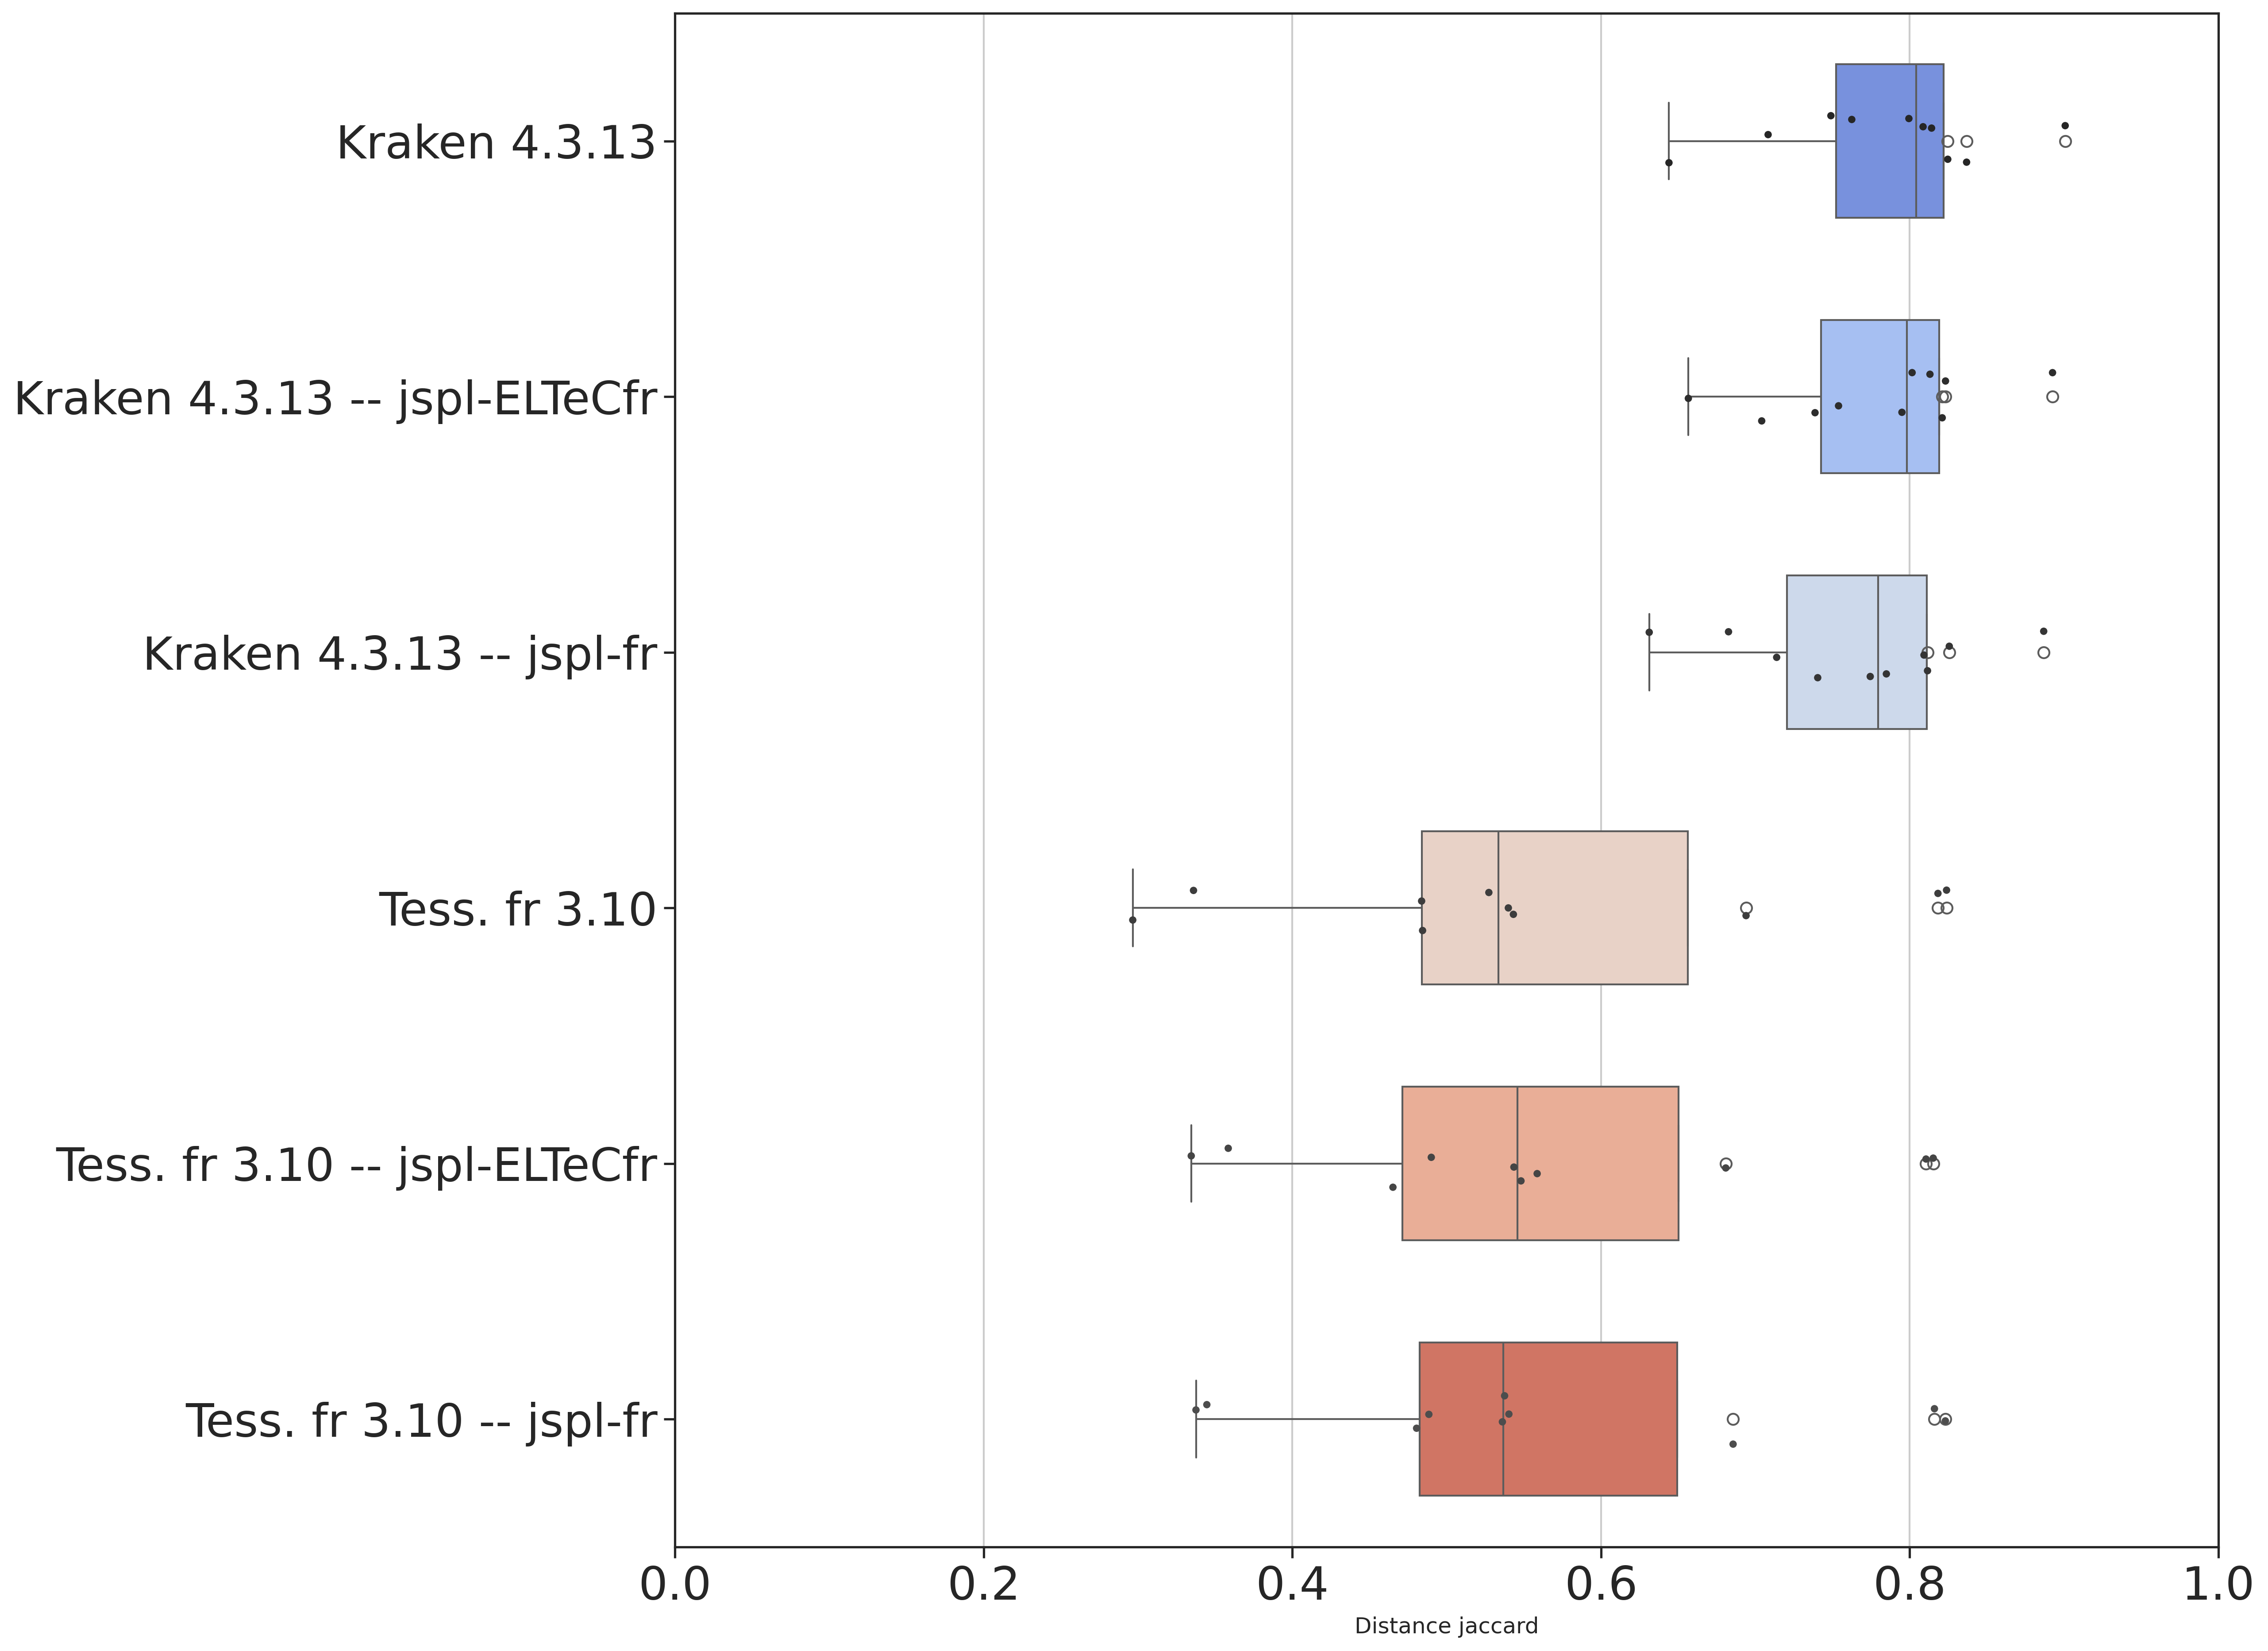 Kraken 4.3.13
Kraken 4.3.13 -- jspl-ELTeCfr
Kraken 4.3.13 -- jspl-fr
Tess. fr 3.10
Tess. fr 3.10 -- jspl-ELTeCfr
Tess. fr 3.10 -- jspl-fr
0.0 0.2 0.4 0.6 0.8 1.0
Distance jaccard